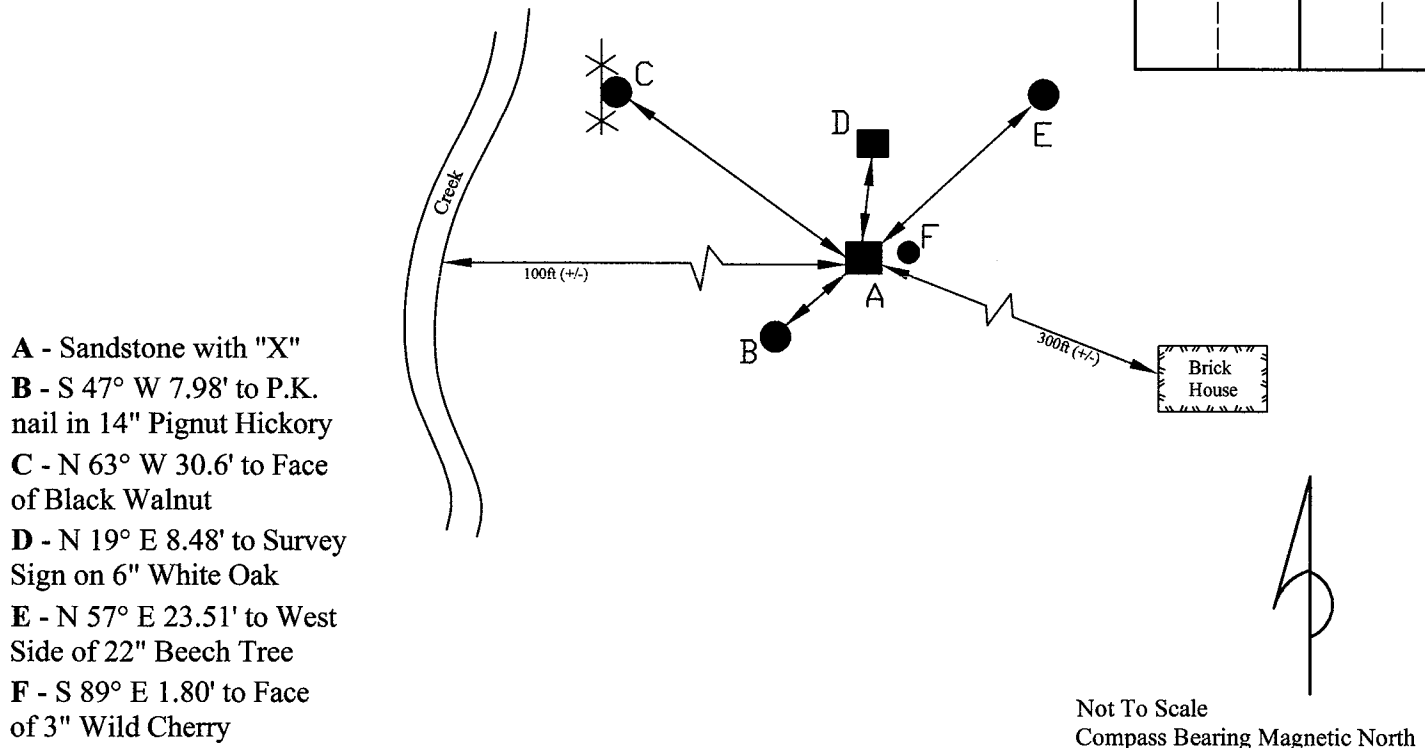 C
D
E
Creek
F
100ft (+/-)
A
B
300ft (+/-)
Brick
House
A - Sandstone with "X"
B - S 47° W 7.98' to P.K.
nail in 14" Pignut Hickory
C - N 63° W 30.6' to Face
of Black Walnut
D - N 19° E 8.48' to Survey
Sign on 6" White Oak
E - N 57° E 23.51' to West
Side of 22" Beech Tree
F - S 89° E 1.80' to Face
of 3" Wild Cherry
Not To Scale
Compass Bearing Magnetic North